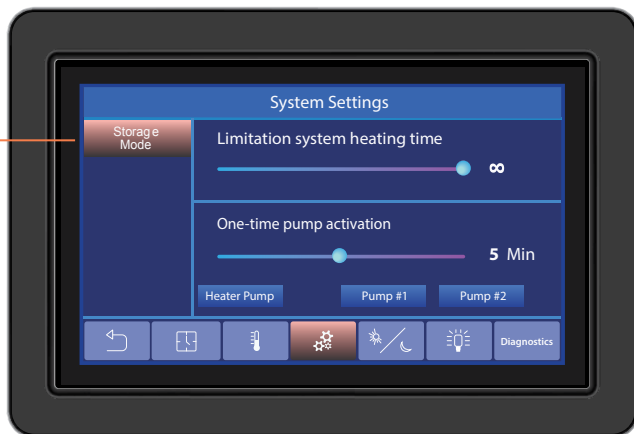 System Settings
Storage
Mode
Limitation system heating time
∞
One-time pump activation
5 Min
Heater Pump
Pump #1
Pump #2
Diagnostics